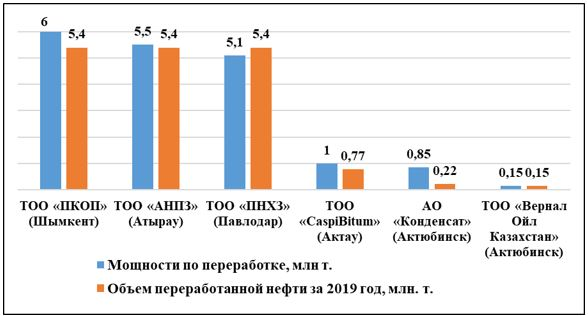 6
5,4
5,5
5,4
5,1
5,4
1
0,77
0,85
0,22
0,15
0,15
ТОО «ПКОП»
(Шымкент)
ТОО «АНПЗ»
(Атырау)
ТОО «ПНХЗ»
(Павлодар)
ТОО
«CaspiBitum»
(Актау)
АО
«Конденсат»
(Актюбинск)
ТОО «Вернал
Ойл
Казахстан»
(Актюбинск)
Мощности по переработке, млн т.
Объем переработанной нефти за 2019 год, млн. т.